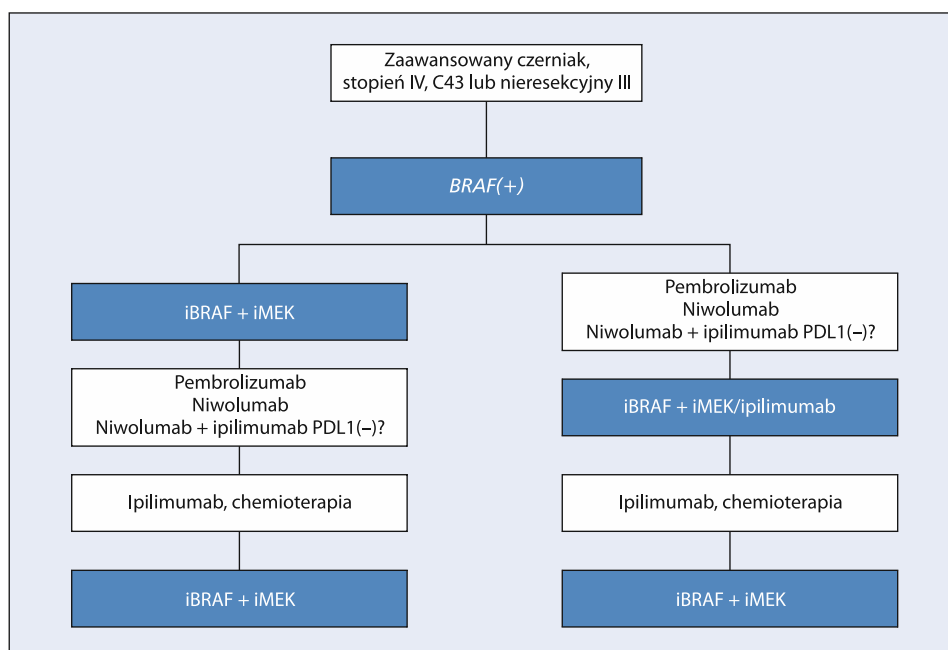 Zaawansowany czerniak,
stopień IV, C43 lub nieresekcyjny III
BRAF(+)
iBRAF + iMEK
Pembrolizumab
Niwolumab
Niwolumab + ipilimumab PDL1(–)?
Ipilimumab, chemioterapia
iBRAF + iMEK
Pembrolizumab
Niwolumab
Niwolumab + ipilimumab PDL1(–)?
iBRAF + iMEK/ipilimumab
Ipilimumab, chemioterapia
iBRAF + iMEK